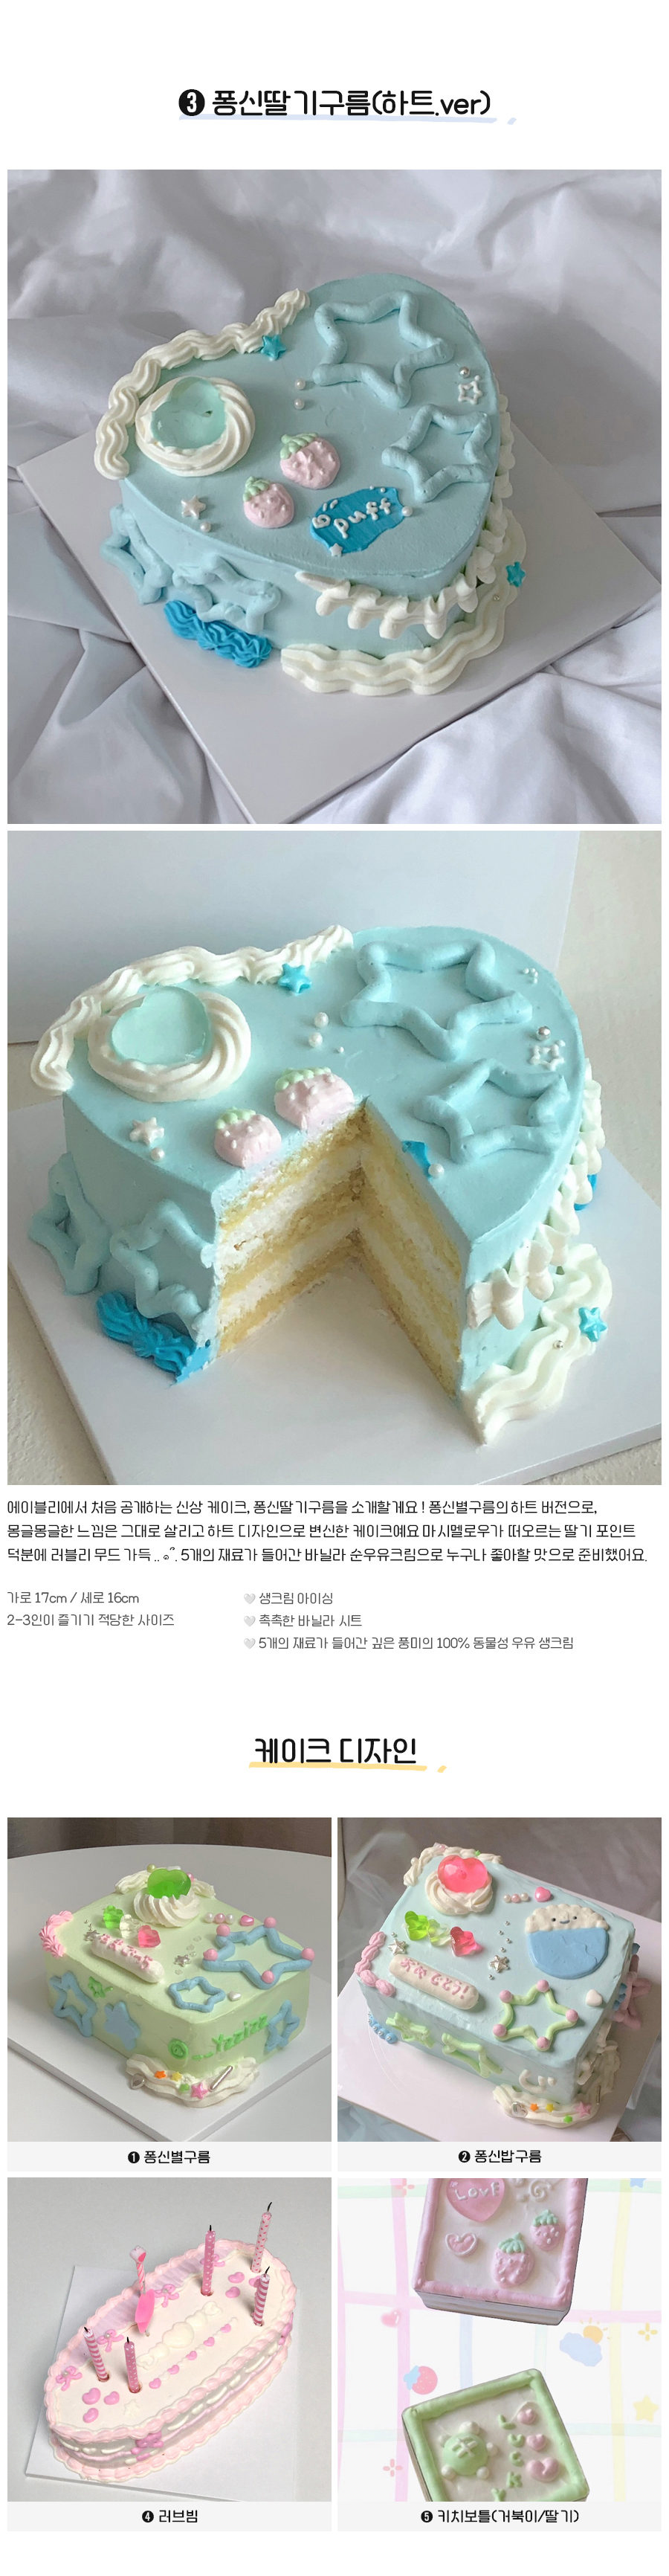 ❸ 퐁신딸기구름(하트.ver)
puff
에이블리에서 처음 공개하는 신상 케이크, 퐁신딸기구름을 소개할게요 ! 퐁신별구름의 하트 버전으로,
몽글몽글한 느낌은 그대로 살리고 하트 디자인으로 변신한 케이크예요 마시멜로우가 떠오르는 딸기 포인트
덕분에 러블리 무드 가득 .. ຈ ̋. 5개의 재료가 들어간 바닐라 순우유크림으로 누구나 좋아할 맛으로 준비했어요.
가로 17cm / 세로 16cm
2-3인이 즐기기 적당한 사이즈
🤍 생크림 아이싱
🤍 촉촉한 바닐라 시트
🤍 5개의 재료가 들어간 깊은 풍미의 100% 동물성 우유 생크림
케이크 디자인
❶ 퐁신별구름
❷ 퐁신밥구름
LOVE
❹ 러브빔
❺ 키치보틀(거북이/딸기)